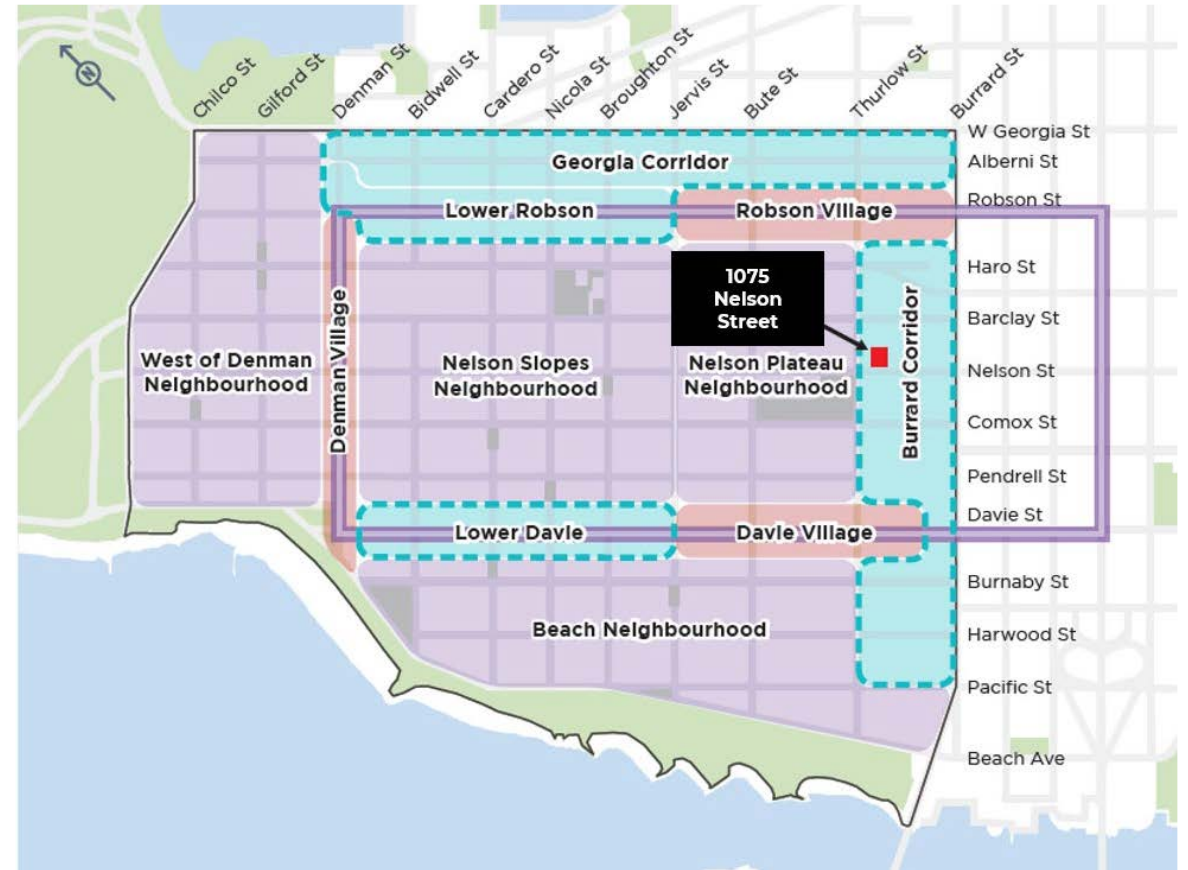 N
Chilco St
Gilford St
Denman St
Bidwell St
Cardero St
Nicola St
Broughton St
Jervis St
Bute St
Thurlow St
Burrard St
W Georgia St
Alberni St
Robson St
Haro St
Barclay St
Nelson St
Comox St
Pendrell St
Davie St
Burnaby St
Harwood St
Pacific St
Beach Ave
Georgia Corridor
Lower Robson
Robson Village
1075
Nelson
Street
West of Denman
Neighbourhood
Denman Village
Nelson Slopes
Neighbourhood
Nelson Plateau
Neighbourhood
Burrard Corridor
Lower Davie
Davie Village
Beach Neighbourhood